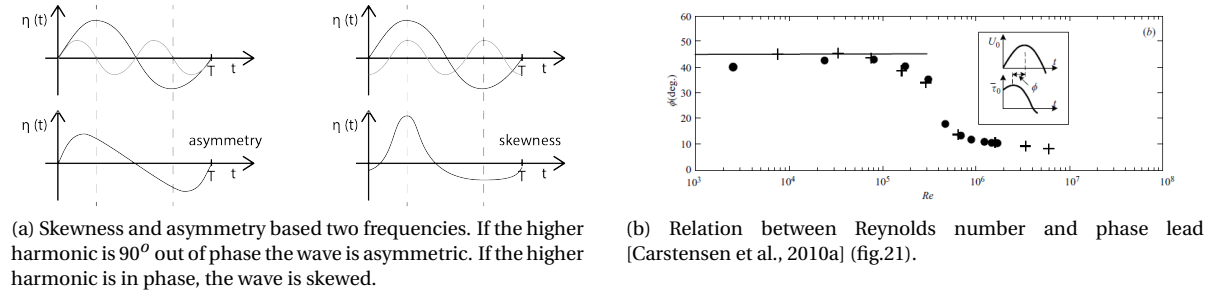 η (t)
T
t
η (t)
asymmetry
T
t
η (t)
T
t
η (t)
skewness
T
t
(a) Skewness and asymmetry based two frequencies. If the higher
harmonic is 90º out of phase the wave is asymmetric. If the higher
harmonic is in phase, the wave is skewed.
60
50
40
30
20
10
0
ϕ(deg.)
10³
10⁴
10⁵
10⁶
10⁷
10⁸
Re
(b)
U₀
t
ϕ
τ̅₀
t
(b) Relation between Reynolds number and phase lead
[Carstensen et al., 2010a] (fig.21).